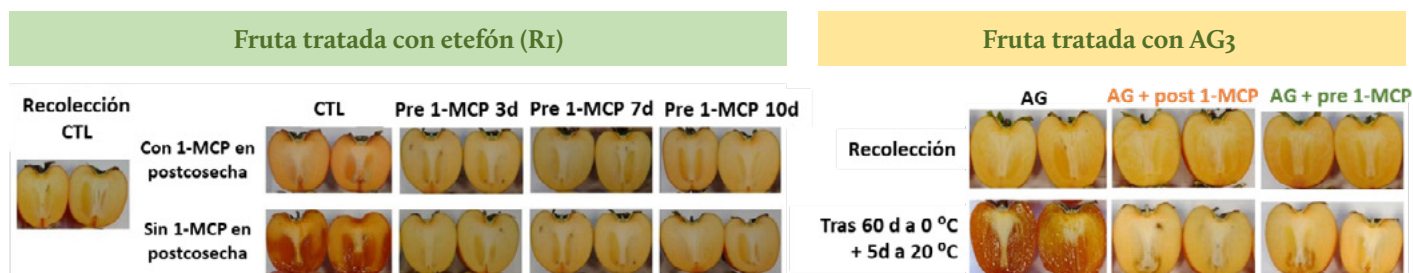 Fruta tratada con etefón (R1)
Recolección
CTL
CTL
Pre 1-MCP 3d
Pre 1-MCP 7d
Pre 1-MCP 10d
Con 1-MCP en
postcosecha
Sin 1-MCP en
postcosecha
Fruta tratada con AG3
AG
AG + post 1-MCP
AG + pre 1-MCP
Recolección
Tras 60 d a 0 ºC
+ 5d a 20 ºC